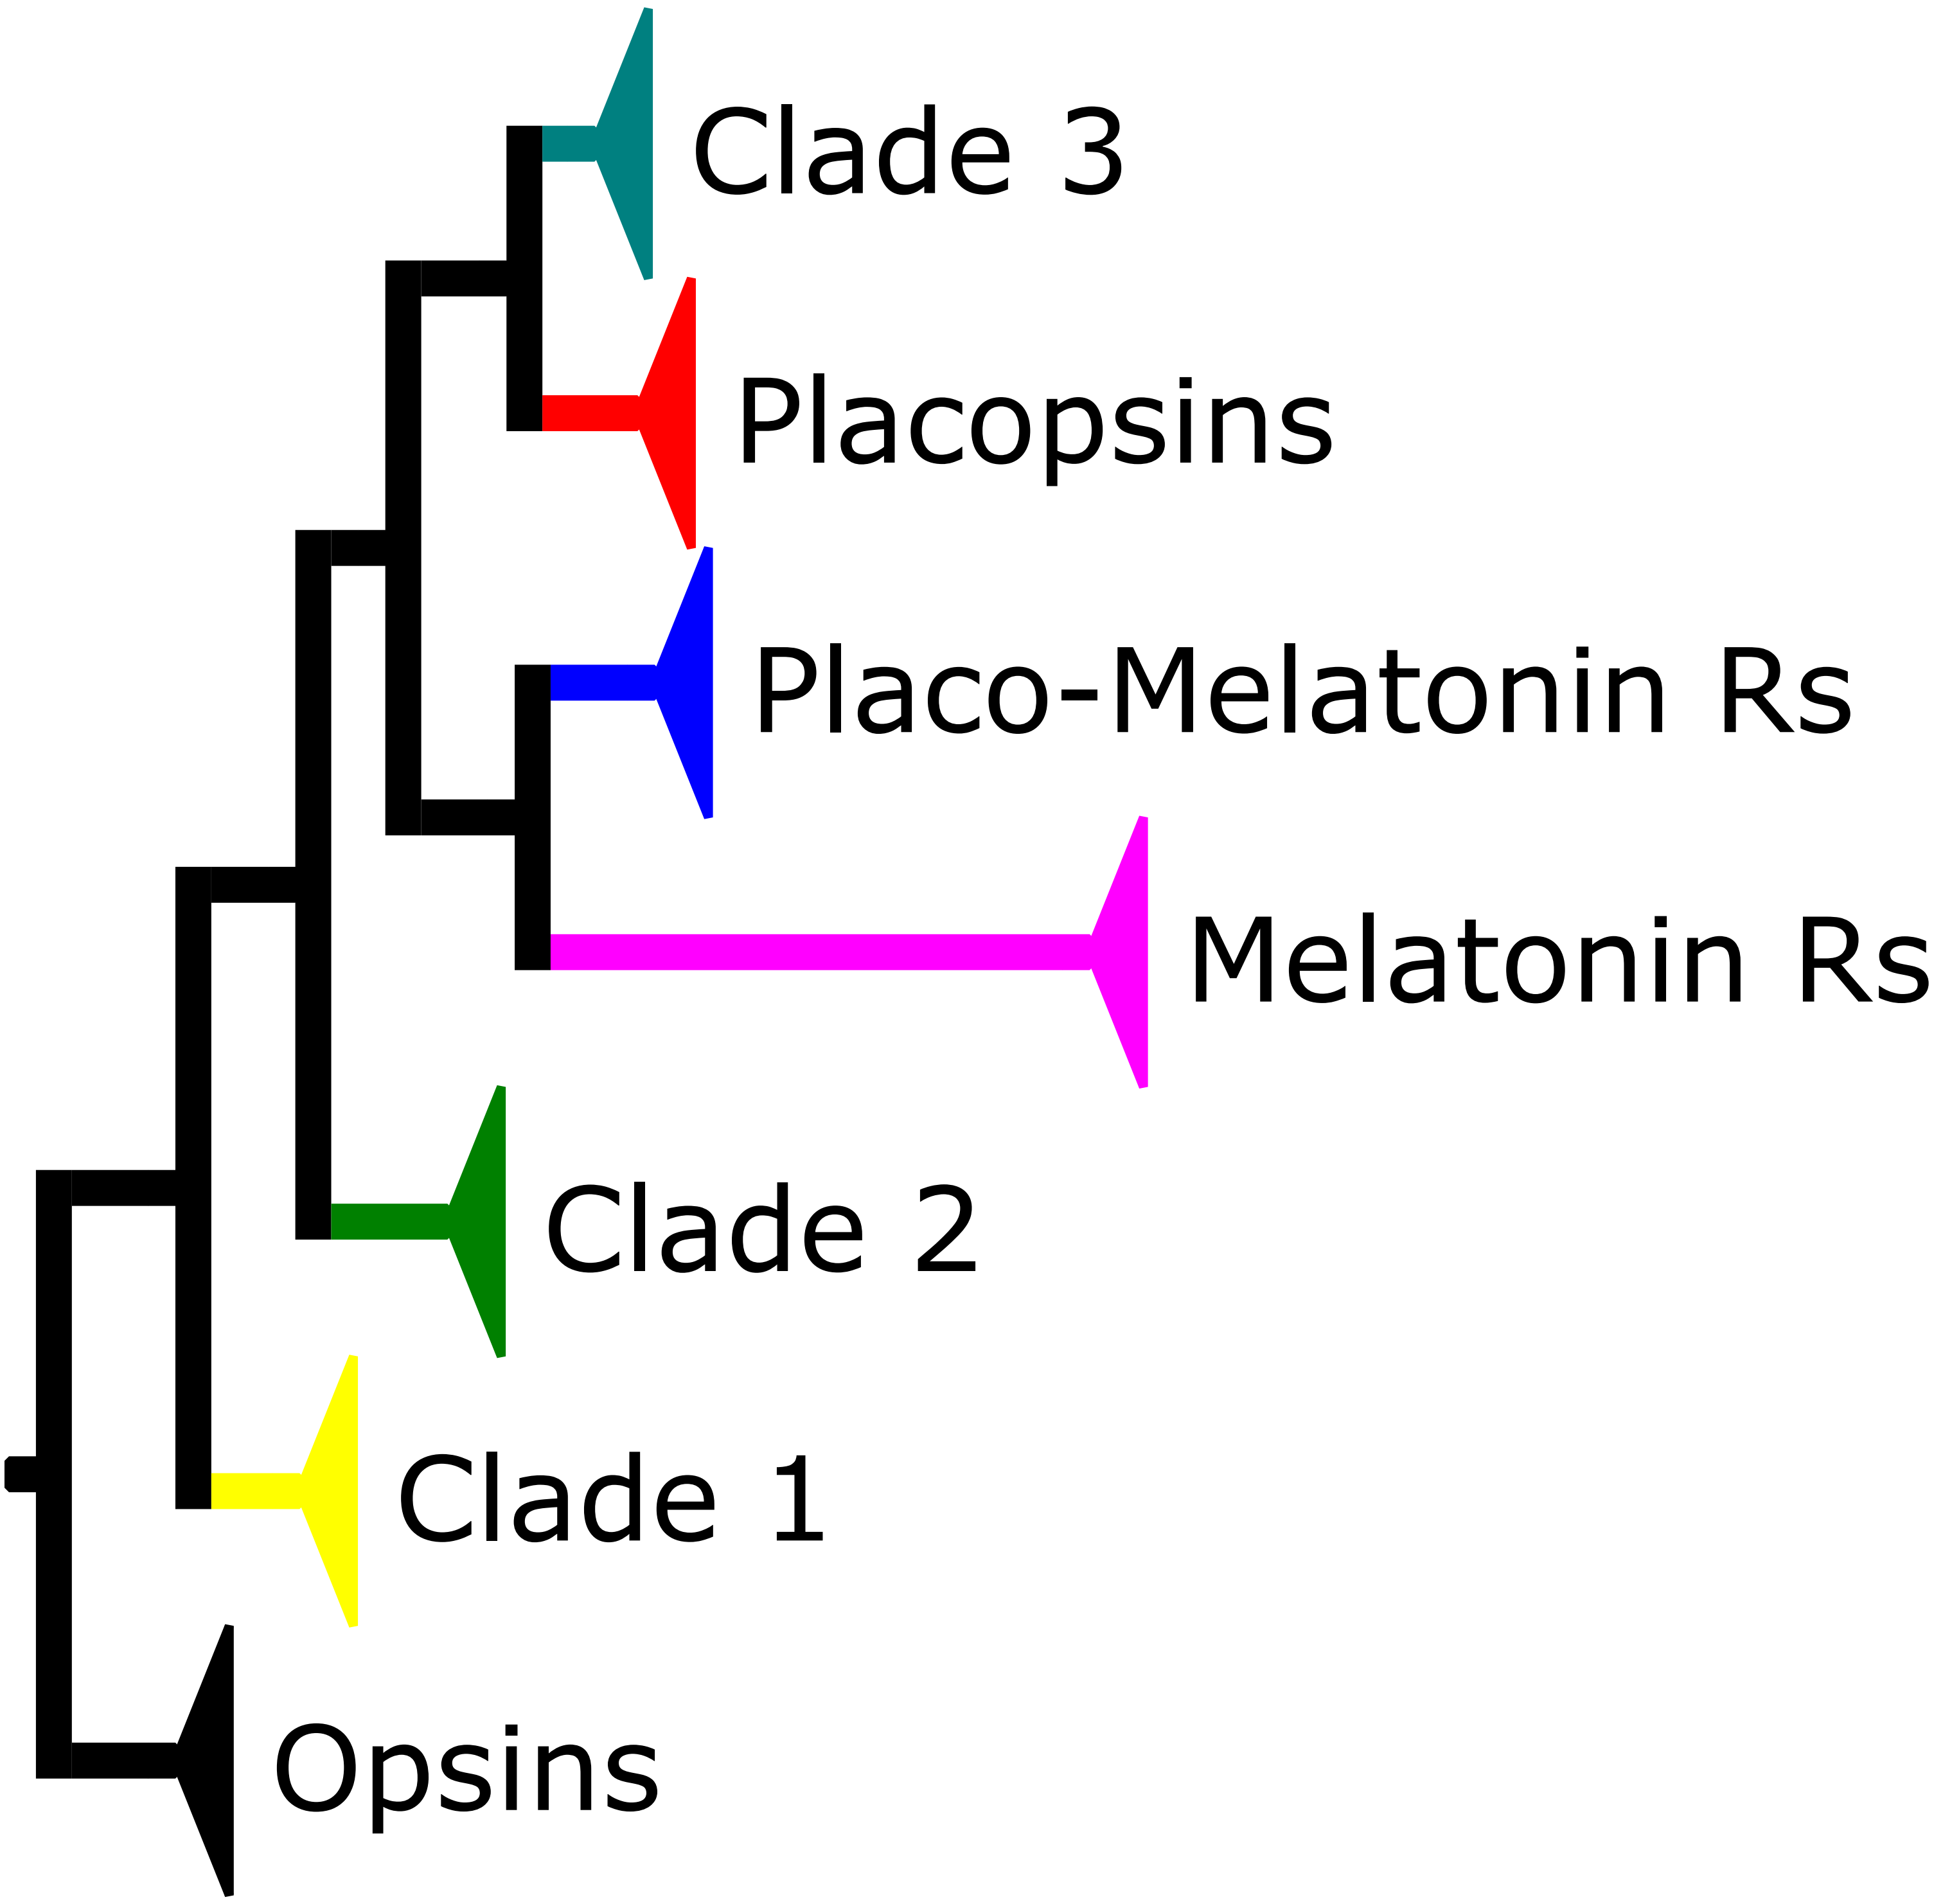 Clade 3
Placopsins
Placo-Melatonin Rs
Melatonin Rs
Clade 2
Clade 1
Opsins